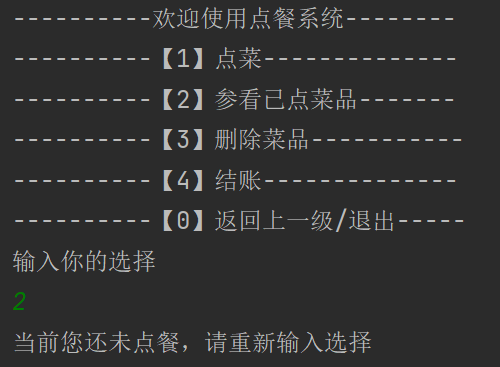 ----------欢迎使用点餐系统--------
----------【1】点菜--------------
----------【2】参看已点菜品-------
----------【3】删除菜品-----------
----------【4】结账--------------
----------【0】返回上一级/退出-----
输入你的选择
2
当前您还未点餐，请重新输入选择